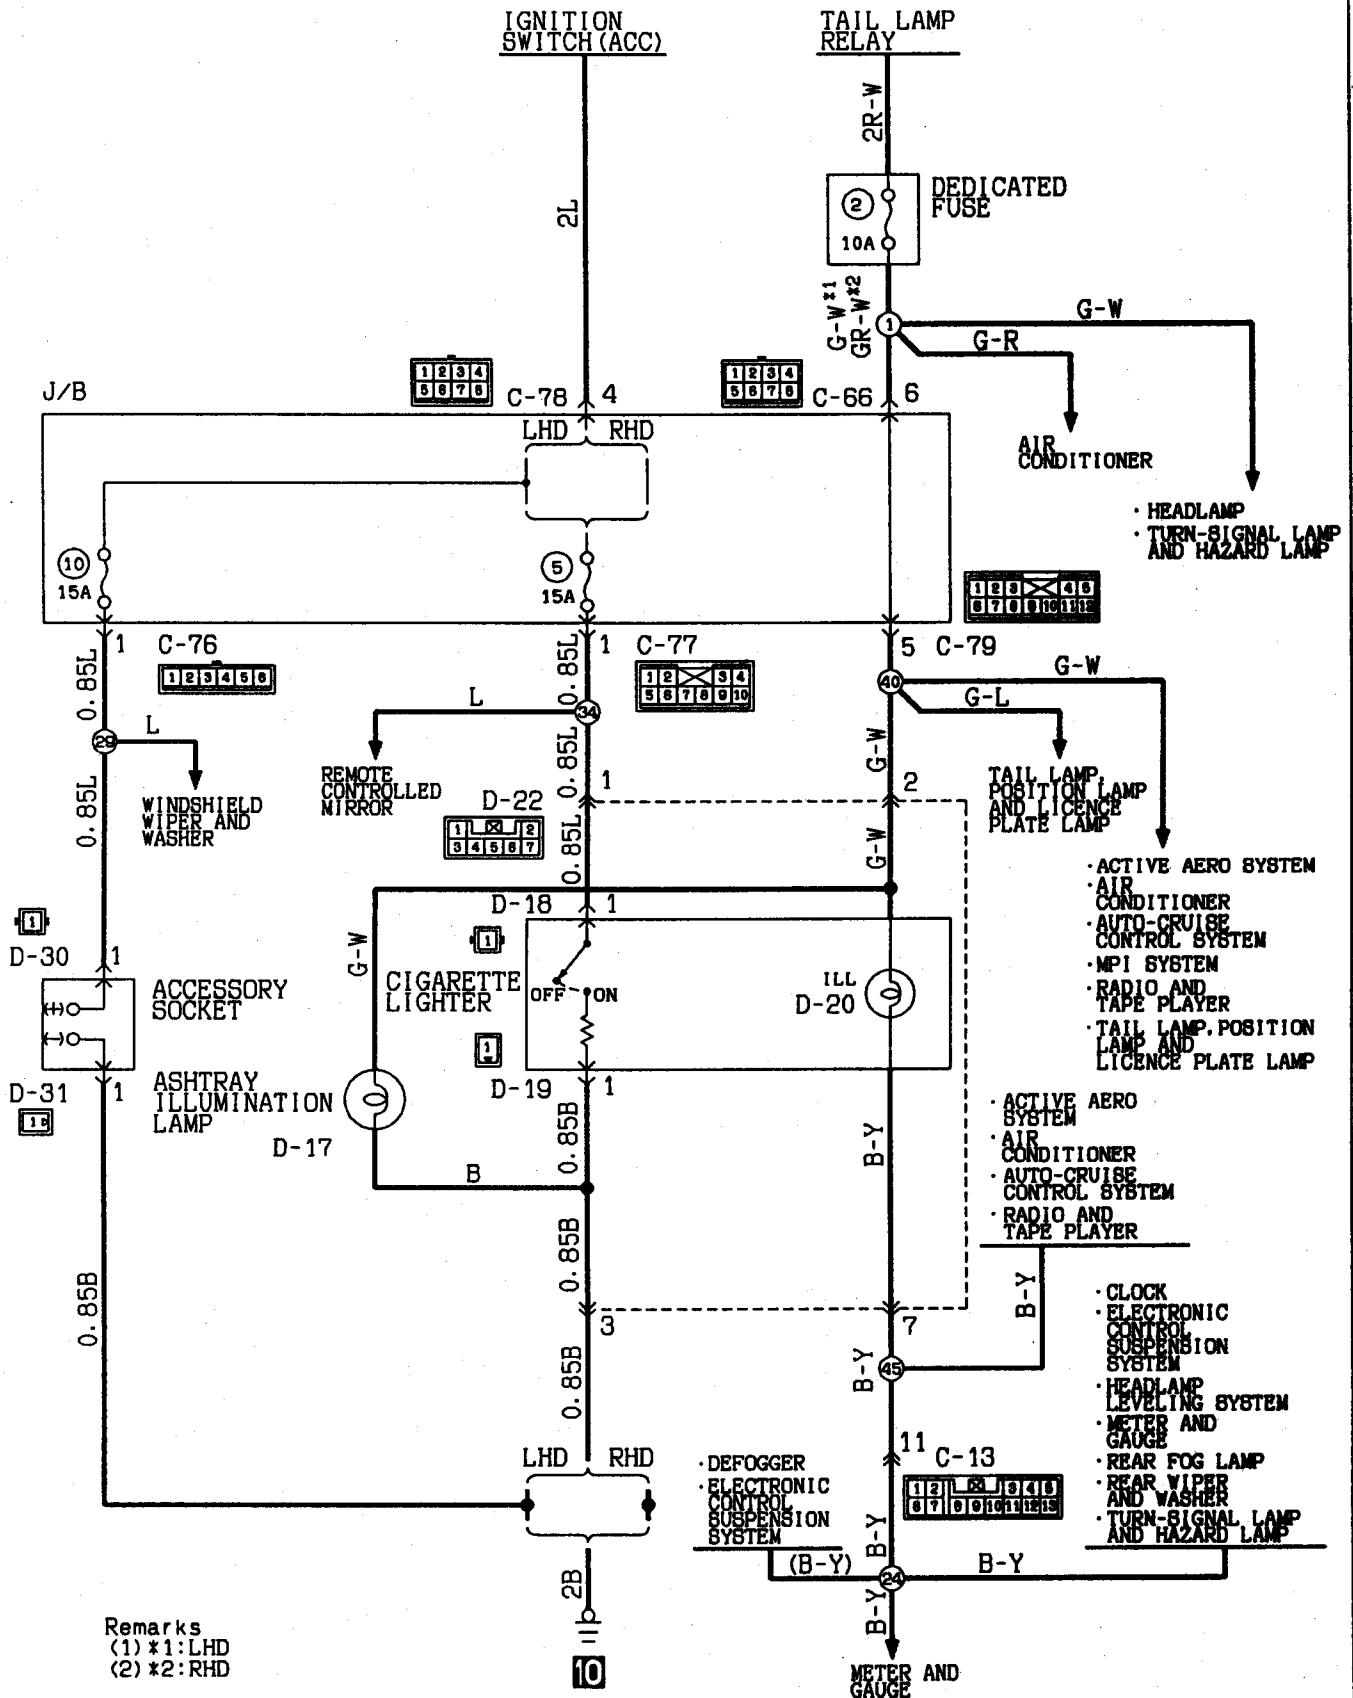 IGNITION
SWITCH(ACC)
TAIL LAMP
RELAY
2L
2R-W
DEDICATED
FUSE
2
10A
G-W*1
GR-W*2
1
G-W
G-R
AIR
CONDITIONER
· HEADLAMP
· TURN-SIGNAL LAMP
AND HAZARD LAMP
J/B
1 2 3 4
5 6 7 8
C-78
4
1 2 3 4
5 6 7 8
C-66
6
LHD
RHD
10
15A
5
15A
1 2 3 4 5
6 7 8 9 10 11 12
1
C-76
1 2 3 4 5 6
1
C-77
1 2 3 4
5 6 7 8 9 10
5
C-79
0.85L
29
L
WINDSHIELD
WIPER AND
WASHER
0.85L
0.85L
34
L
REMOTE
CONTROLLED
MIRROR
0.85L
1
40
G-W
G-L
G-W
2
TAIL LAMP,
POSITION LAMP
AND LICENCE
PLATE LAMP
D-22
1 2
3 4 5 6 7
0.85L
G-W
· ACTIVE AERO SYSTEM
· AIR
CONDITIONER
· AUTO-CRUISE
CONTROL SYSTEM
· MPI SYSTEM
· RADIO AND
TAPE PLAYER
· TAIL LAMP, POSITION
LAMP AND
LICENCE PLATE LAMP
1
D-30
1
ACCESSORY
SOCKET
D-31
1
1
G-W
D-18
1
1
CIGARETTE
LIGHTER
OFF
ON
1
D-19
1
ILL
D-20
ASHTRAY
ILLUMINATION
LAMP
D-17
B
0.85B
B-Y
· ACTIVE AERO
SYSTEM
· AIR
CONDITIONER
· AUTO-CRUISE
CONTROL SYSTEM
· RADIO AND
TAPE PLAYER
B-Y
0.85B
0.85B
3
7
0.85B
B-Y
45
· CLOCK
· ELECTRONIC
CONTROL
SUSPENSION
SYSTEM
· HEADLAMP
LEVELING SYSTEM
· METER AND
GAUGE
· REAR FOG LAMP
· REAR WIPER
AND WASHER
· TURN-SIGNAL LAMP
AND HAZARD LAMP
LHD
RHD
· DEFOGGER
· ELECTRONIC
CONTROL
SUSPENSION
SYSTEM
11
C-13
1 2 3 4 5
6 7 8 9 10 11 12 13
B-Y
(B-Y)
24
B-Y
2B
B-Y
10
METER AND
GAUGE
Remarks
(1) *1:LHD
(2) *2:RHD